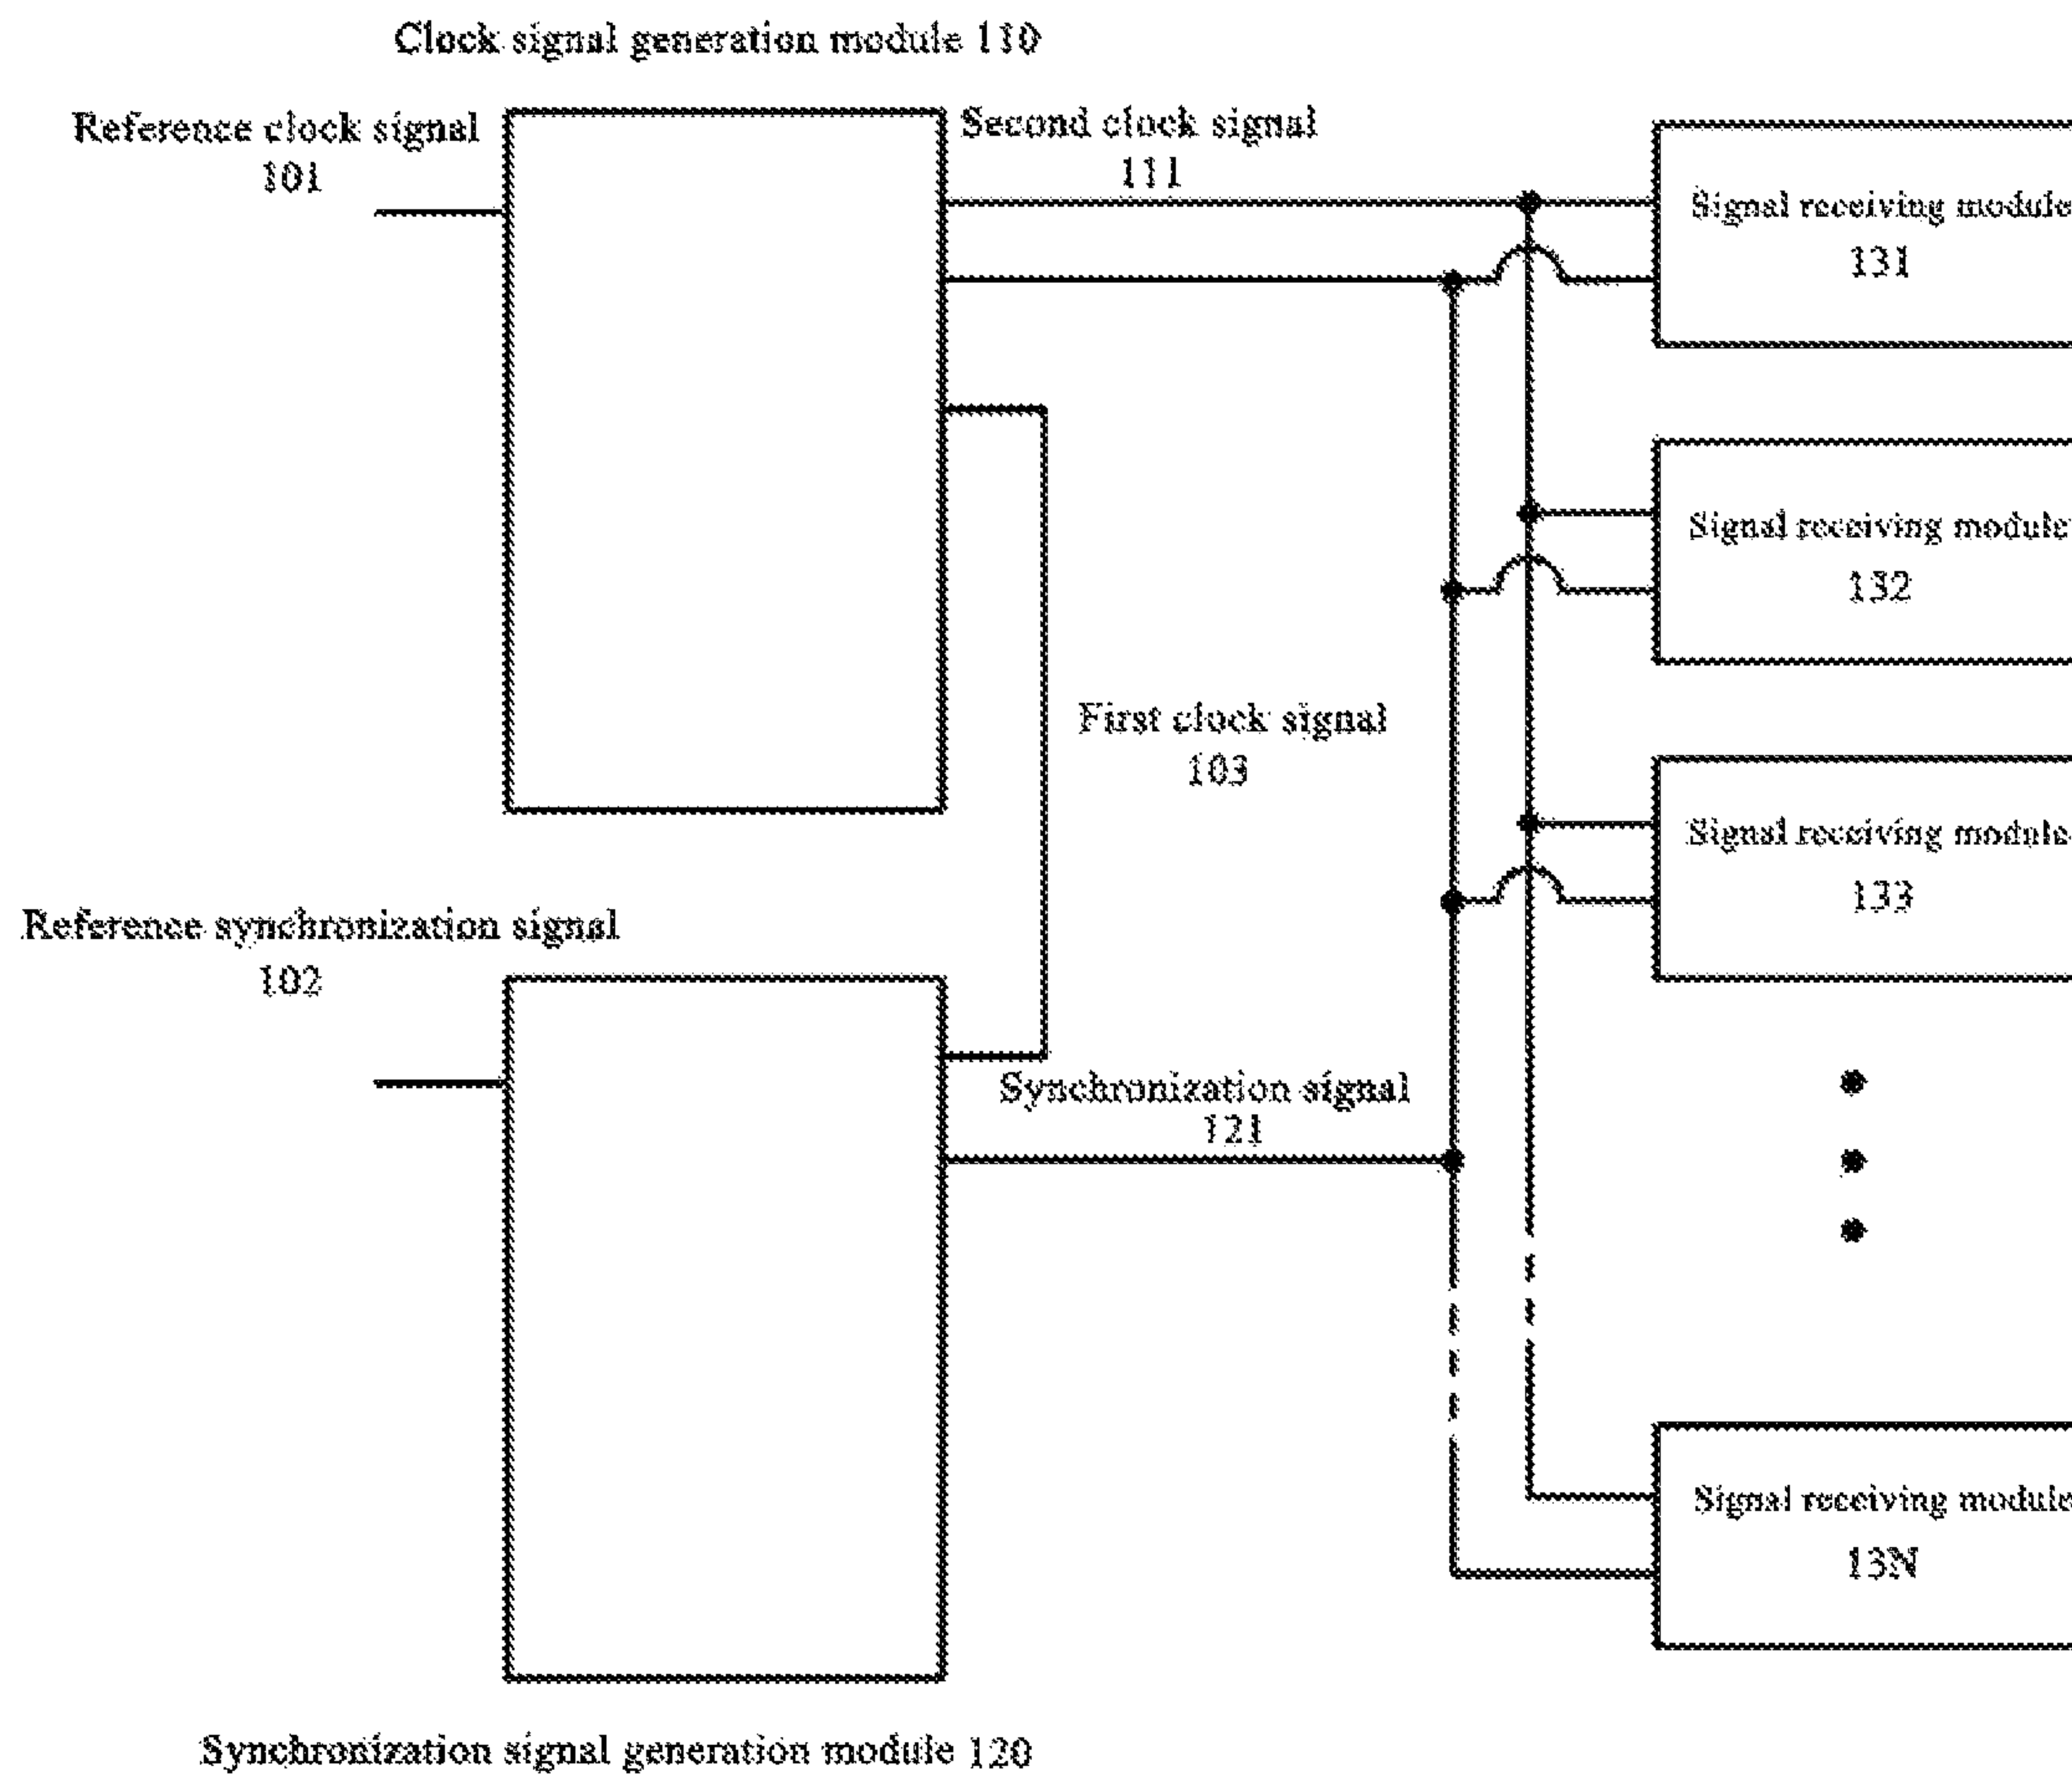 Clock signal generation module 110
Reference clock signal
101
Second clock signal
111
Signal receiving module
131
Signal receiving module
132
First clock signal
103
Signal receiving module
133
Reference synchronization signal
102
Synchronization signal
121
Signal receiving module
13N
Synchronization signal generation module 120